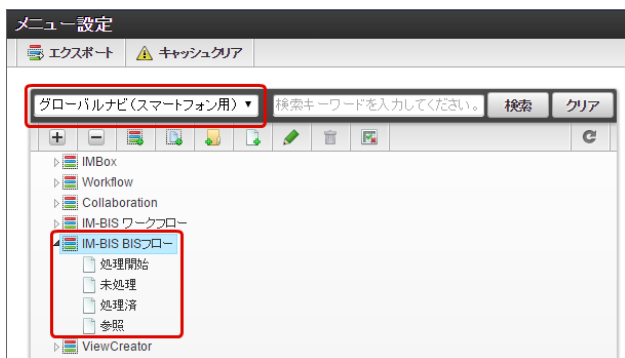 メニュー設定
エクスポート キャッシュクリア
グローバルナビ(スマートフォン用) 検索キーワードを入力してください。 検索 クリア
IMBox
Workflow
Collaboration
IM-BIS ワークフロー
IM-BIS BISフロー
処理開始
未処理
処理済
参照
ViewCreator